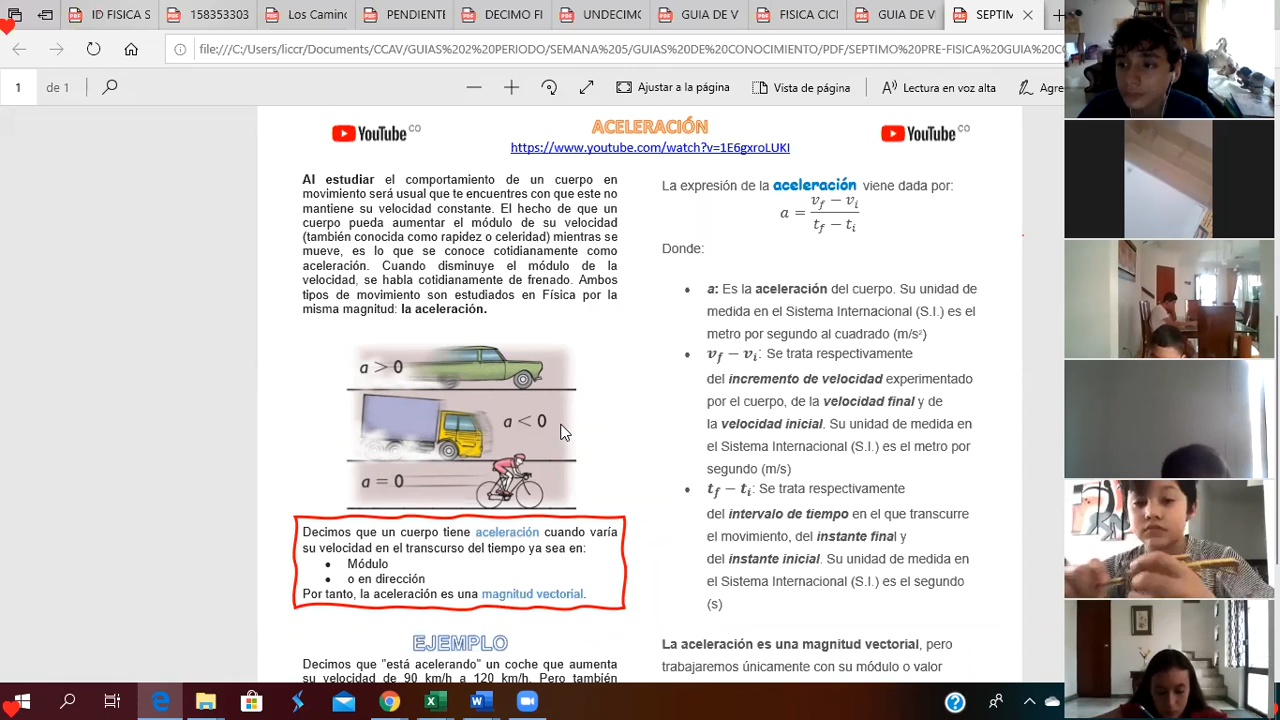 ID FISICA S
158353303
Los Camino
PENDIENTE
DECIMO FI
UNDECIMO
GUIA DE V
FISICA CICI
GUIA DE V
SEPTIM
file:///C:/Users/liccr/Documents/CCAV/GUIAS%202%20PERIODO/SEMANA%205/GUIAS%20DE%20CONOCIMIENTO/PDF/SEPTIMO%20PRE-FISICA%20GUIA%20CO
1 de 1
Ajustar a la página
Vista de página
Lectura en voz alta
Agre
YouTube CO
ACELERACIÓN
YouTube CO
https://www.youtube.com/watch?v=1E6gxroLUKI
Al estudiar el comportamiento de un cuerpo en
movimiento será usual que te encuentres con que este no
mantiene su velocidad constante. El hecho de que un
cuerpo pueda aumentar el módulo de su velocidad
(también conocida como rapidez o celeridad) mientras se
mueve, es lo que se conoce cotidianamente como
aceleración. Cuando disminuye el módulo de la
velocidad, se habla cotidianamente de frenado. Ambos
tipos de movimiento son estudiados en Física por la
misma magnitud: la aceleración.
a > 0
a < 0
a = 0
Decimos que un cuerpo tiene aceleración cuando varía
su velocidad en el transcurso del tiempo ya sea en:
• Módulo
• o en dirección
Por tanto, la aceleración es una magnitud vectorial.
EJEMPLO
Decimos que "está acelerando" un coche que aumenta
su velocidad de 90 km/h a 120 km/h. Pero también
La expresión de la aceleración viene dada por:
a = (v_f − v_i) / (t_f − t_i)
Donde:
• a: Es la aceleración del cuerpo. Su unidad de
medida en el Sistema Internacional (S.I.) es el
metro por segundo al cuadrado (m/s²)
• v_f − v_i: Se trata respectivamente
del incremento de velocidad experimentado
por el cuerpo, de la velocidad final y de
la velocidad inicial. Su unidad de medida en
el Sistema Internacional (S.I.) es el metro por
segundo (m/s)
• t_f − t_i: Se trata respectivamente
del intervalo de tiempo en el que transcurre
el movimiento, del instante final y
del instante inicial. Su unidad de medida en
el Sistema Internacional (S.I.) es el segundo
(s)
La aceleración es una magnitud vectorial, pero
trabajaremos únicamente con su módulo o valor